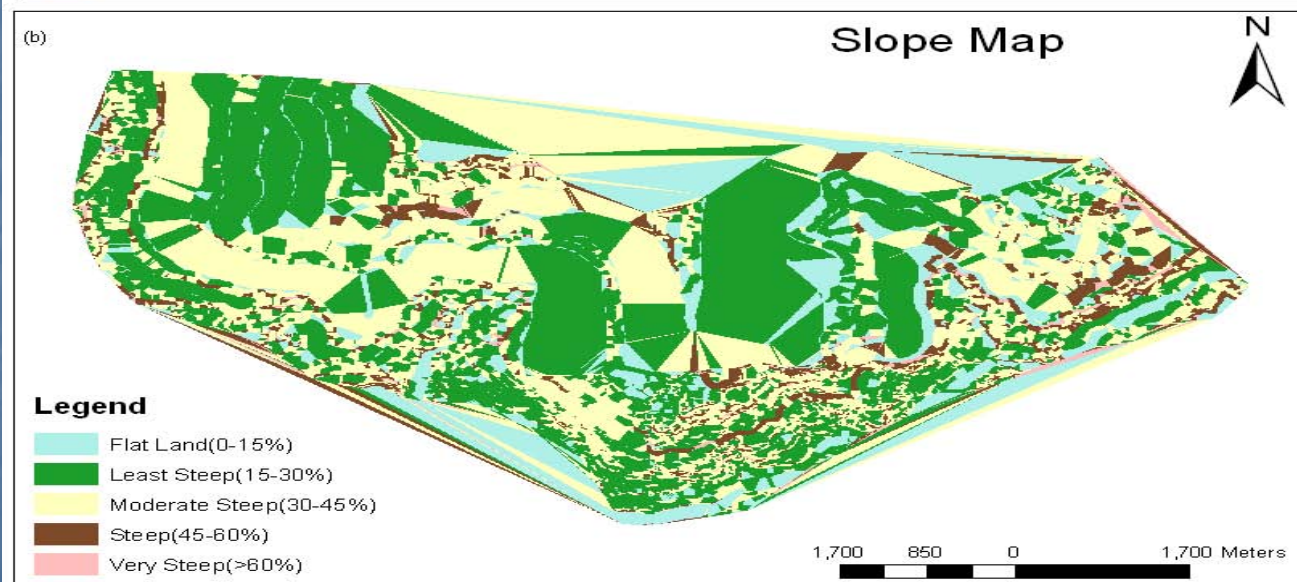 (b)
Slope Map
N
Legend
Flat Land(0-15%)
Least Steep(15-30%)
Moderate Steep(30-45%)
Steep(45-60%)
Very Steep(>60%)
1,700 850 0 1,700 Meters